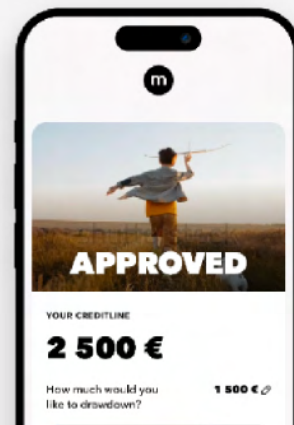 m
APPROVED
YOUR CREDITLINE
2 500 €
How much would you
like to drawdown?
1 500 €